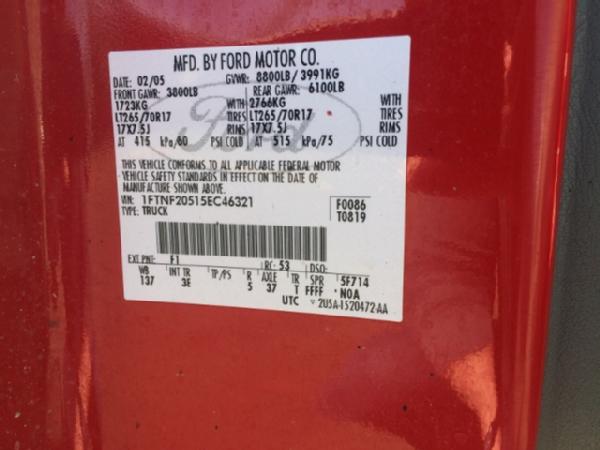 MFD. BY FORD MOTOR CO.
DATE: 02/05 GVWR: 8800LB/ 3991KG
FRONT GAWR: 3800LB REAR GAWR: 6100LB
1723KG WITH 2766KG WITH
LT265/70R17 TIRES LT265/70R17 TIRES
17X7.5J RIMS 17X7.5J RIMS
AT 415 kPa/60 PSI COLD AT 515 kPa/75 PSI COLD
THIS VEHICLE CONFORMS TO ALL APPLICABLE FEDERAL MOTOR
VEHICLE SAFETY STANDARDS IN EFFECT ON THE DATE OF
MANUFACTURE SHOWN ABOVE.
VIN: 1FTNF20515EC46321 F0086
TYPE: TRUCK T0819
EXT PNT: F1 RC: 53 DSO:
WB INT TR TP/PS R AXLE TR SPR 5F714
137 3E 5 37 T FFFF NOA
UTC 2U5A-1520472-AA
Ford